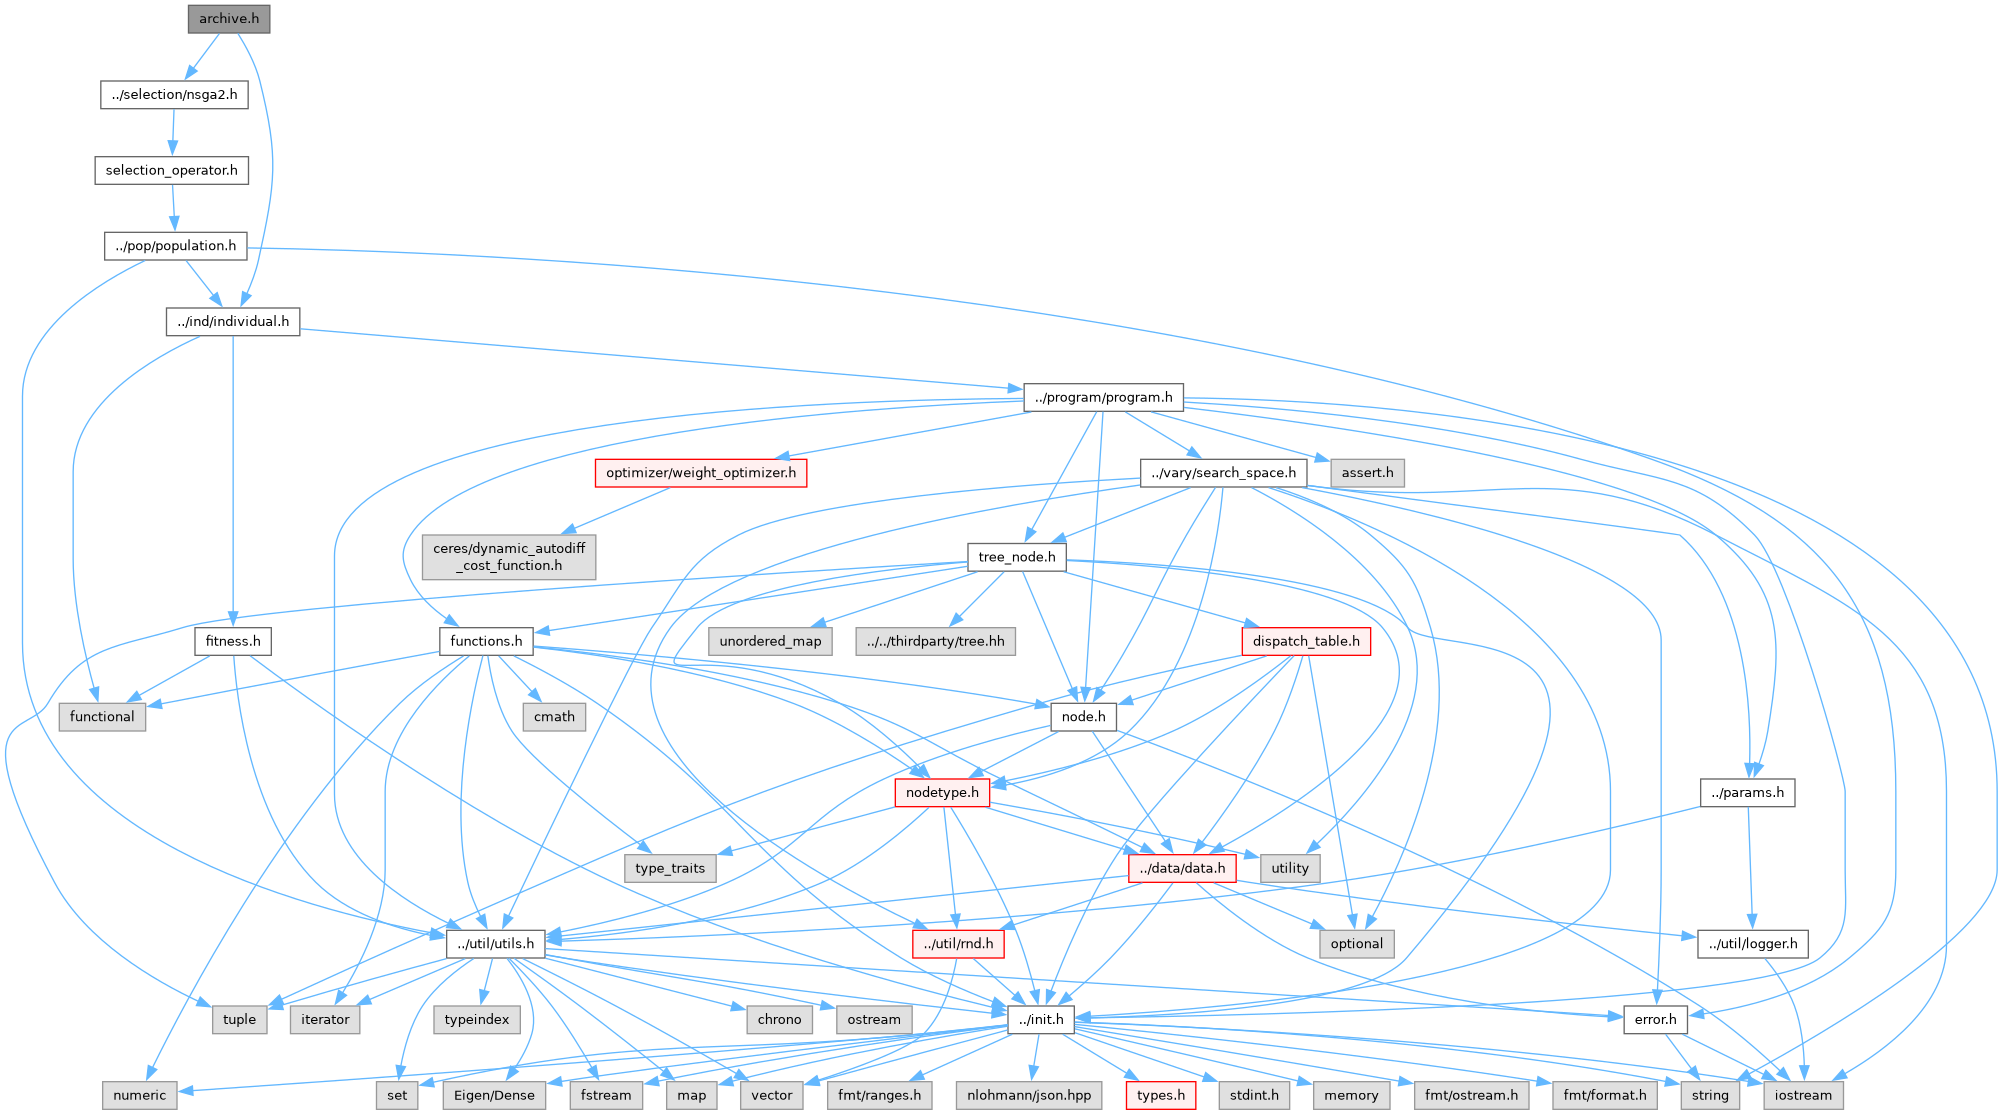 archive.h
../selection/nsga2.h
selection_operator.h
../pop/population.h
../ind/individual.h
../program/program.h
optimizer/weight_optimizer.h
../vary/search_space.h
assert.h
ceres/dynamic_autodiff
_cost_function.h
tree_node.h
fitness.h
functions.h
unordered_map
../../thirdparty/tree.hh
dispatch_table.h
functional
cmath
node.h
nodetype.h
../params.h
type_traits
../data/data.h
utility
../util/utils.h
../util/rnd.h
optional
../util/logger.h
tuple
iterator
typeindex
chrono
ostream
../init.h
error.h
numeric
set
Eigen/Dense
fstream
map
vector
fmt/ranges.h
nlohmann/json.hpp
types.h
stdint.h
memory
fmt/ostream.h
fmt/format.h
string
iostream